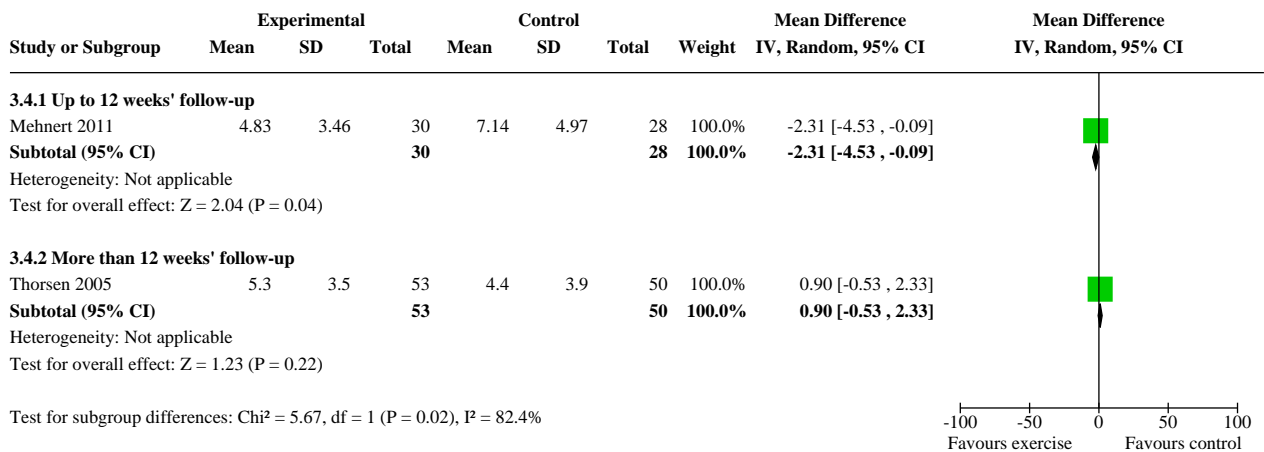 Experimental Control Mean Difference Mean Difference
Study or Subgroup Mean SD Total Mean SD Total Weight IV, Random, 95% CI IV, Random, 95% CI
3.4.1 Up to 12 weeks' follow-up
Mehnert 2011 4.83 3.46 30 7.14 4.97 28 100.0% -2.31 [-4.53 , -0.09]
Subtotal (95% CI) 30 28 100.0% -2.31 [-4.53 , -0.09]
Heterogeneity: Not applicable
Test for overall effect: Z = 2.04 (P = 0.04)
3.4.2 More than 12 weeks' follow-up
Thorsen 2005 5.3 3.5 53 4.4 3.9 50 100.0% 0.90 [-0.53 , 2.33]
Subtotal (95% CI) 53 50 100.0% 0.90 [-0.53 , 2.33]
Heterogeneity: Not applicable
Test for overall effect: Z = 1.23 (P = 0.22)
Test for subgroup differences: Chi² = 5.67, df = 1 (P = 0.02), I² = 82.4%
-100 -50 0 50 100
Favours exercise Favours control